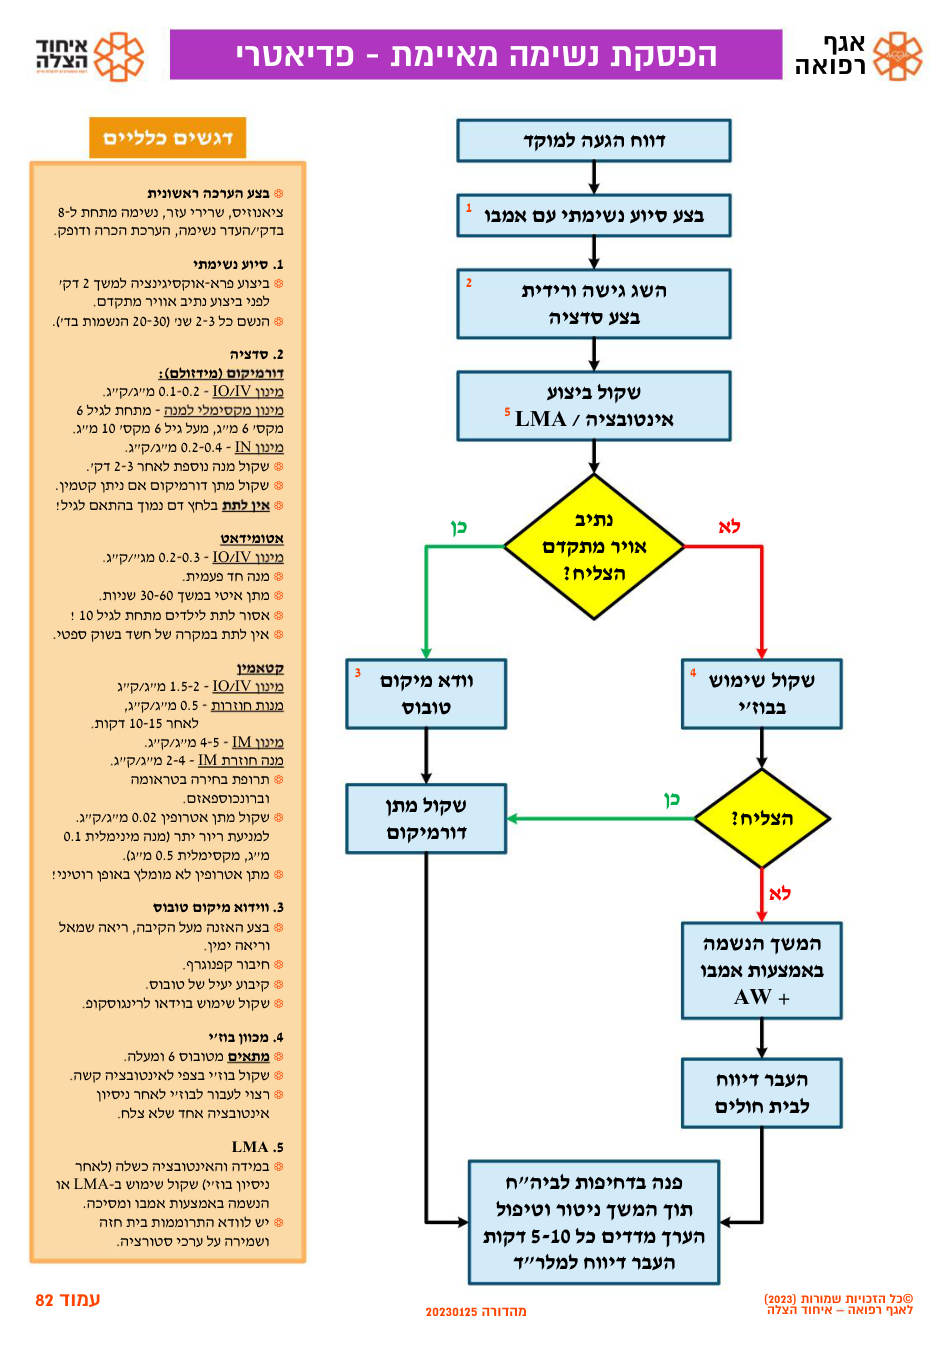 אגף
רפואה
הפסקת נשימה מאיימת - פדיאטרי
איחוד
הצלה
דווח הגעה למוקד
1 בצע סיוע נשימתי עם אמבו
2 השג גישה ורידית
בצע סדציה
שקול ביצוע
אינטובציה / LMA 5
נתיב
אויר מתקדם
הצליח?
לא
כן
4 שקול שימוש
בבוז'י
3 וודא מיקום
טובוס
הצליח?
כן
שקול מתן
דורמיקום
לא
המשך הנשמה
באמצעות אמבו
+ AW
העבר דיווח
לבית חולים
פנה בדחיפות לביה"ח
תוך המשך ניטור וטיפול
הערך מדדים כל 5-10 דקות
העבר דיווח למלר"ד
דגשים כלליים
בצע הערכה ראשונית
ציאנוזיס, שרירי עזר, נשימה מתחת ל-8
בדק'/העדר נשימה, הערכת הכרה ודופק.
1. סיוע נשימתי
ביצוע פרא-אוקסיגינציה למשך 2 דק'
לפני ביצוע נתיב אוויר מתקדם.
הנשם כל 2-3 שנ' (20-30 הנשמות בד').
2. סדציה
דורמיקום (מידזולם):
מינון IO/IV - 0.1-0.2 מ"ג/ק"ג.
מינון מקסימלי למנה - מתחת לגיל 6
מקס' 6 מ"ג, מעל גיל 6 מקס' 10 מ"ג.
מינון IN - 0.2-0.4 מ"ג/ק"ג.
שקול מנה נוספת לאחר 2-3 דק'.
שקול מתן דורמיקום אם ניתן קטמין.
אין לתת בלחץ דם נמוך בהתאם לגיל!
אטומידאט
מינון IO/IV - 0.2-0.3 מג"/ק"ג.
מנה חד פעמית.
מתן איטי במשך 30-60 שניות.
אסור לתת לילדים מתחת לגיל 10 !
אין לתת במקרה של חשד בשוק ספטי.
קטאמין
מינון IO/IV - 1.5-2 מ"ג/ק"ג
מנות חוזרות - 0.5 מ"ג/ק"ג,
לאחר 10-15 דקות.
מינון IM - 4-5 מ"ג/ק"ג.
מנה חוזרת IM - 2-4 מ"ג/ק"ג.
תרופת בחירה בטראומה
וברונכוספאזם.
שקול מתן אטרופין 0.02 מ"ג/ק"ג.
למניעת ריור יתר (מנה מינימלית 0.1
מ"ג, מקסימלית 0.5 מ"ג).
מתן אטרופין לא מומלץ באופן רוטיני!
3. ווידוא מיקום טובוס
בצע האזנה מעל הקיבה, ריאה שמאל
וריאה ימין.
חיבור קפנוגרף.
קיבוע יעיל של טובוס.
שקול שימוש בוידאו לרינגוסקופ.
4. מכוון בוז'י
מתאים מטובוס 6 ומעלה.
שקול בוז'י בצפי לאינטובציה קשה.
רצוי לעבור לבוז'י לאחר ניסיון
אינטובציה אחד שלא צלח.
5. LMA
במידה והאינטובציה כשלה (לאחר
ניסיון בוז'י) שקול שימוש ב-LMA או
הנשמה באמצעות אמבו ומסיכה.
יש לוודא התרוממות בית חזה
ושמירה על ערכי סטורציה.
©כל הזכויות שמורות (2023)
לאגף רפואה – איחוד הצלה
מהדורה 20230125
עמוד 82